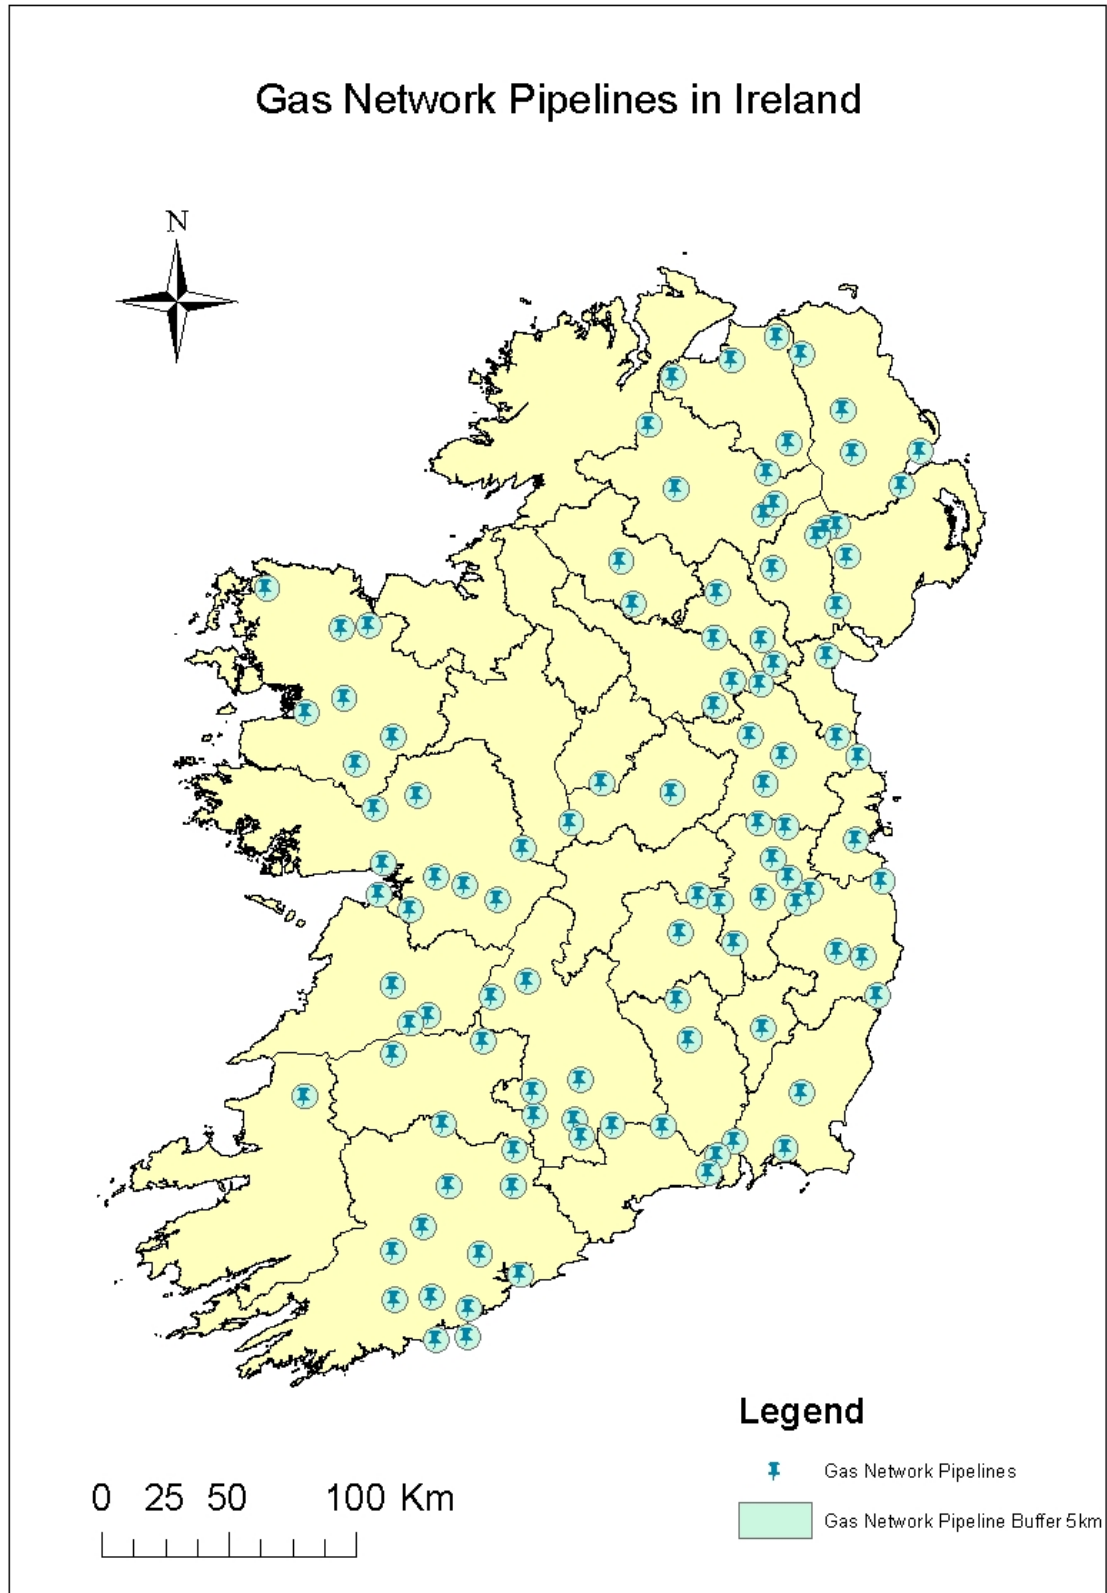 Gas Network Pipelines in Ireland
N
Legend
Gas Network Pipelines
Gas Network Pipeline Buffer 5km
0 25 50 100 Km